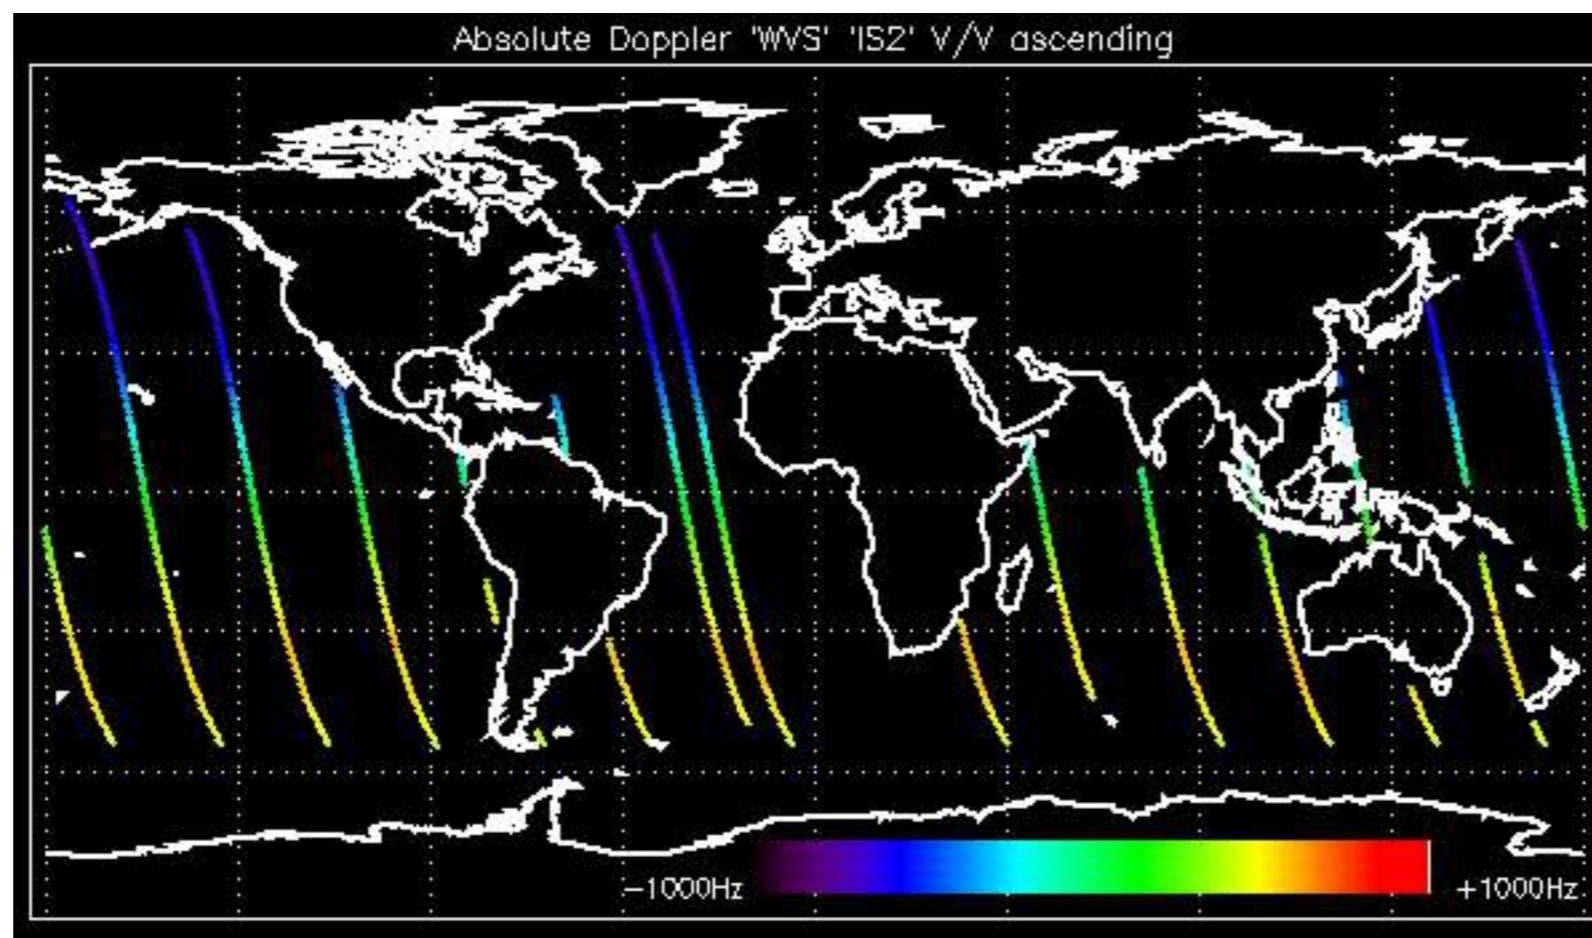 Absolute Doppler 'WVS' 'IS2' V/V ascending
−1000Hz
+1000Hz